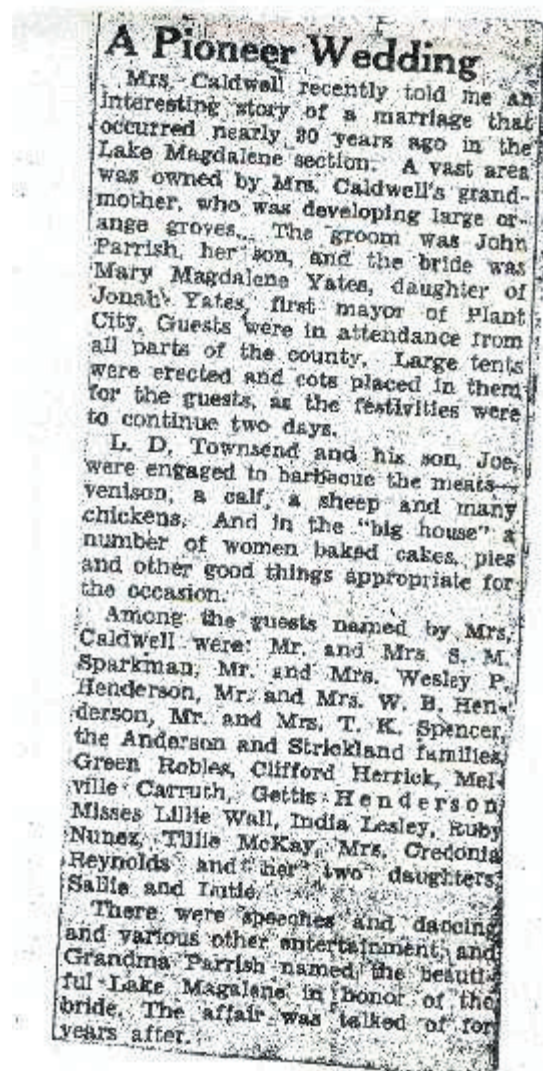 A Pioneer Wedding
Mrs. Caldwell recently told me an
interesting story of a marriage that
occurred nearly 80 years ago in the
Lake Magdalene section. A vast area
was owned by Mrs. Caldwell's grand-
mother, who was developing large or-
ange groves. The groom was John
Parrish, her son, and the bride was
Mary Magdalene Yates, daughter of
Jonah Yates, first mayor of Plant
City. Guests were in attendance from
all parts of the county. Large tents
were erected and cots placed in them
for the guests, as the festivities were
to continue two days.
L. D. Townsend and his son, Joe,
were engaged to barbacue the meats—
venison, a calf, a sheep and many
chickens. And in the "big house" a
number of women baked cakes, pies
and other good things appropriate for
the occasion.
Among the guests named by Mrs.
Caldwell were: Mr. and Mrs. S. M.
Sparkman, Mr. and Mrs. Wesley P.
Henderson, Mr. and Mrs. W. B. Hen-
derson, Mr. and Mrs. T. K. Spencer,
the Anderson and Strickland families,
Green Robles, Clifford Herrick, Mel-
ville Carruth, Gettis Henderson
Misses Lillie Wall, India Lesley, Ruby
Nunez, Tillie McKay, Mrs. Credonia
Reynolds and her two daughters,
Sallie and Lutie.
There were speeches and dancing
and various other entertainment, and
Grandma Parrish named the beauti-
ful Lake Magalene in honor of the
bride. The affair was talked of for
years after.